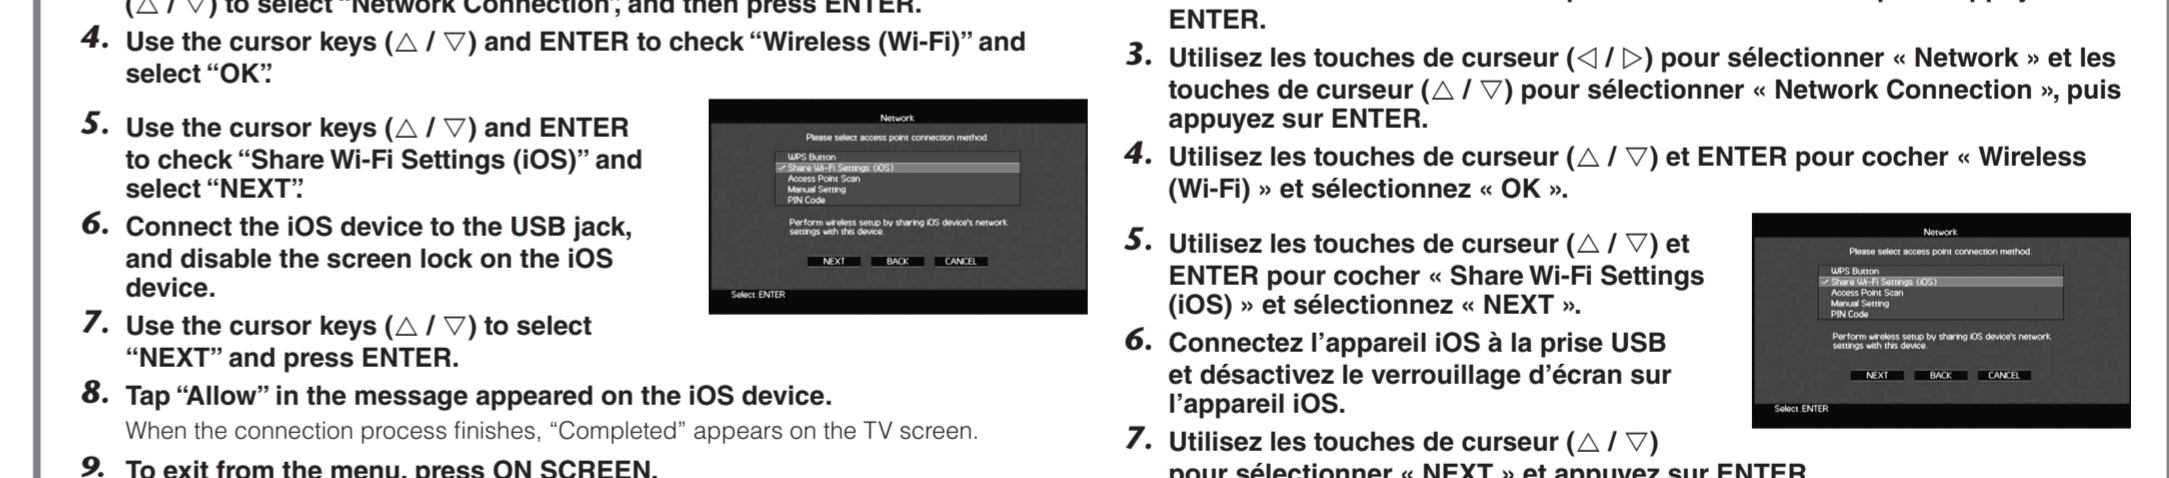 (△ / ▽) to select “Network Connection”, and then press ENTER.
4. Use the cursor keys (△ / ▽) and ENTER to check “Wireless (Wi-Fi)” and
select “OK”.
5. Use the cursor keys (△ / ▽) and ENTER
to check “Share Wi-Fi Settings (iOS)” and
select “NEXT”.
6. Connect the iOS device to the USB jack,
and disable the screen lock on the iOS
device.
7. Use the cursor keys (△ / ▽) to select
“NEXT” and press ENTER.
8. Tap “Allow” in the message appeared on the iOS device.
When the connection process finishes, “Completed” appears on the TV screen.
9. To exit from the menu, press ON SCREEN.
Network
Please select access point connection method.
WPS Button
✓ Share Wi-Fi Settings (iOS)
Access Point Scan
Manual Setting
PIN Code
Perform wireless setup by sharing iOS device's network
settings with this device.
NEXT BACK CANCEL
Select:ENTER
ENTER.
3. Utilisez les touches de curseur (◁ / ▷) pour sélectionner « Network » et les
touches de curseur (△ / ▽) pour sélectionner « Network Connection », puis
appuyez sur ENTER.
4. Utilisez les touches de curseur (△ / ▽) et ENTER pour cocher « Wireless
(Wi-Fi) » et sélectionnez « OK ».
5. Utilisez les touches de curseur (△ / ▽) et
ENTER pour cocher « Share Wi-Fi Settings
(iOS) » et sélectionnez « NEXT ».
6. Connectez l’appareil iOS à la prise USB
et désactivez le verrouillage d’écran sur
l’appareil iOS.
7. Utilisez les touches de curseur (△ / ▽)
pour sélectionner « NEXT » et appuyez sur ENTER
Network
Please select access point connection method.
WPS Button
✓ Share Wi-Fi Settings (iOS)
Access Point Scan
Manual Setting
PIN Code
Perform wireless setup by sharing iOS device's network
settings with this device.
NEXT BACK CANCEL
Select:ENTER